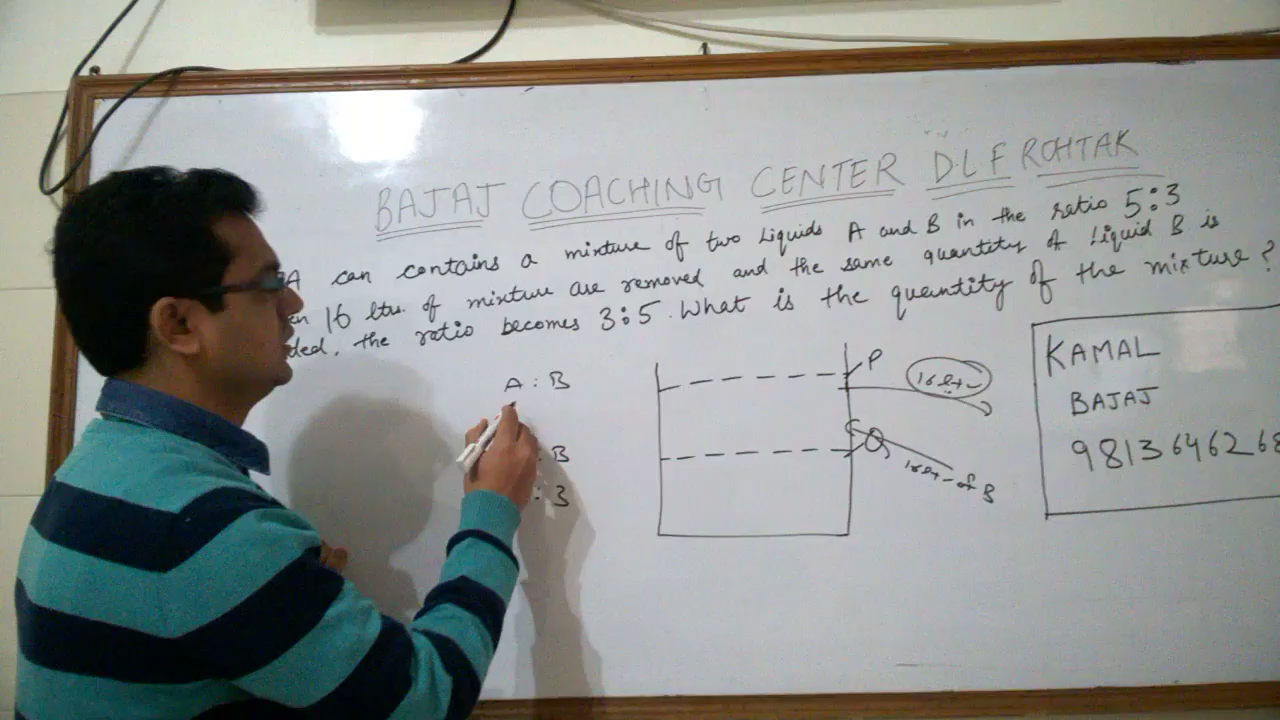 BAJAJ COACHING CENTER D.L.F ROHTAK
A can contains a mixture of two liquids A and B in the ratio 5:3
en 16 ltrs. of mixture are removed and the same quantity of liquid B is
ded, the ratio becomes 3:5. What is the quantity of the mixture?
A : B
: B
: 3
P
16 ltr
Q
16 ltr of B
KAMAL
BAJAJ
981364626